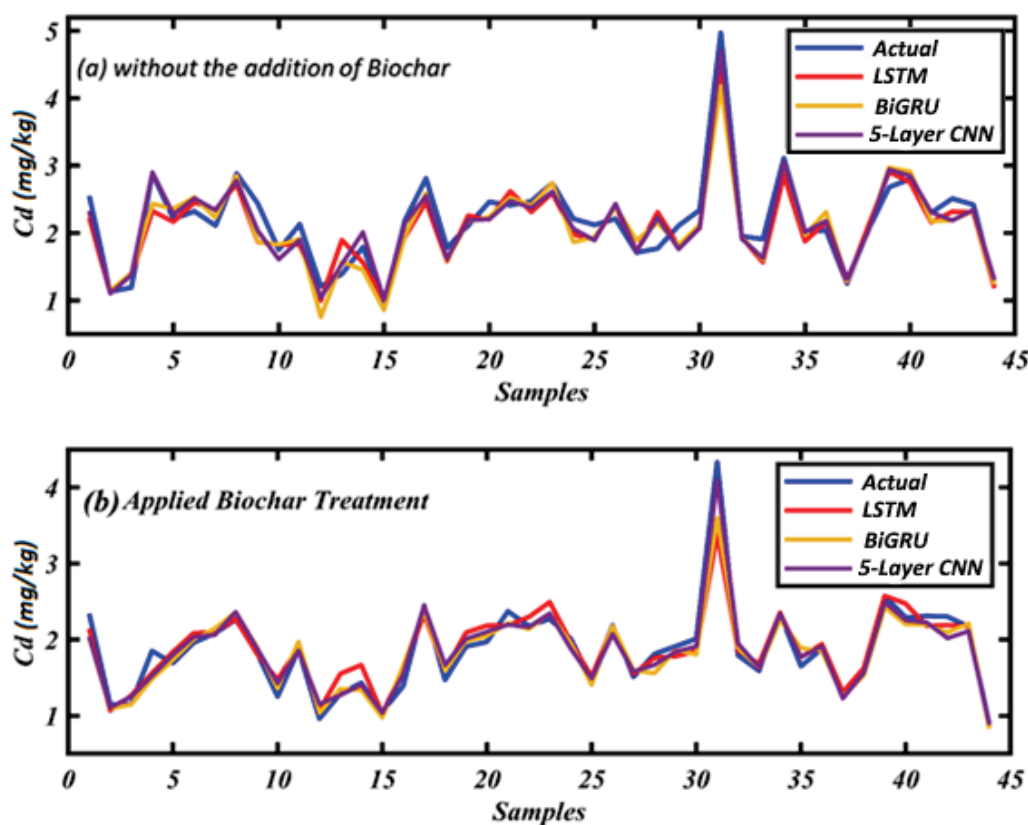 (a) without the addition of Biochar
Actual
LSTM
BiGRU
5-Layer CNN
Cd (mg/kg)
5
4
3
2
1
0 5 10 15 20 25 30 35 40 45
Samples
(b) Applied Biochar Treatment
Actual
LSTM
BiGRU
5-Layer CNN
Cd (mg/kg)
4
3
2
1
0 5 10 15 20 25 30 35 40 45
Samples